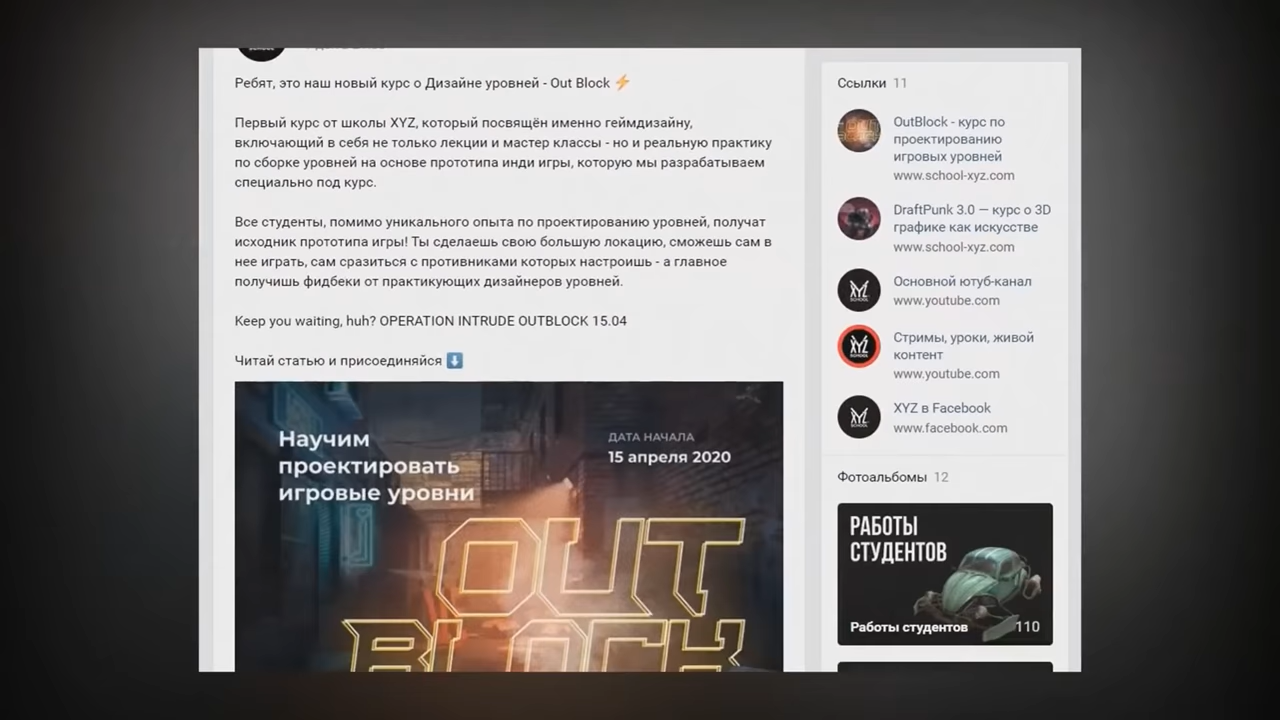 Ребят, это наш новый курс о Дизайне уровней - Out Block ⚡
Первый курс от школы XYZ, который посвящён именно геймдизайну,
включающий в себя не только лекции и мастер классы - но и реальную практику
по сборке уровней на основе прототипа инди игры, которую мы разрабатываем
специально под курс.
Все студенты, помимо уникального опыта по проектированию уровней, получат
исходник прототипа игры! Ты сделаешь свою большую локацию, сможешь сам в
нее играть, сам сразиться с противниками которых настроишь - а главное
получишь фидбеки от практикующих дизайнеров уровней.
Keep you waiting, huh? OPERATION INTRUDE OUTBLOCK 15.04
Читай статью и присоединяйся ⬇
Научим
проектировать
игровые уровни
ДАТА НАЧАЛА
15 апреля 2020
OUT
BLOCK
Ссылки 11
OutBlock - курс по
проектированию
игровых уровней
www.school-xyz.com
DraftPunk 3.0 — курс о 3D
графике как искусстве
www.school-xyz.com
XYZ
SCHOOL
Основной ютуб-канал
www.youtube.com
XYZ
SCHOOL
Стримы, уроки, живой
контент
www.youtube.com
XYZ
SCHOOL
XYZ в Facebook
www.facebook.com
Фотоальбомы 12
РАБОТЫ
СТУДЕНТОВ
Работы студентов 110